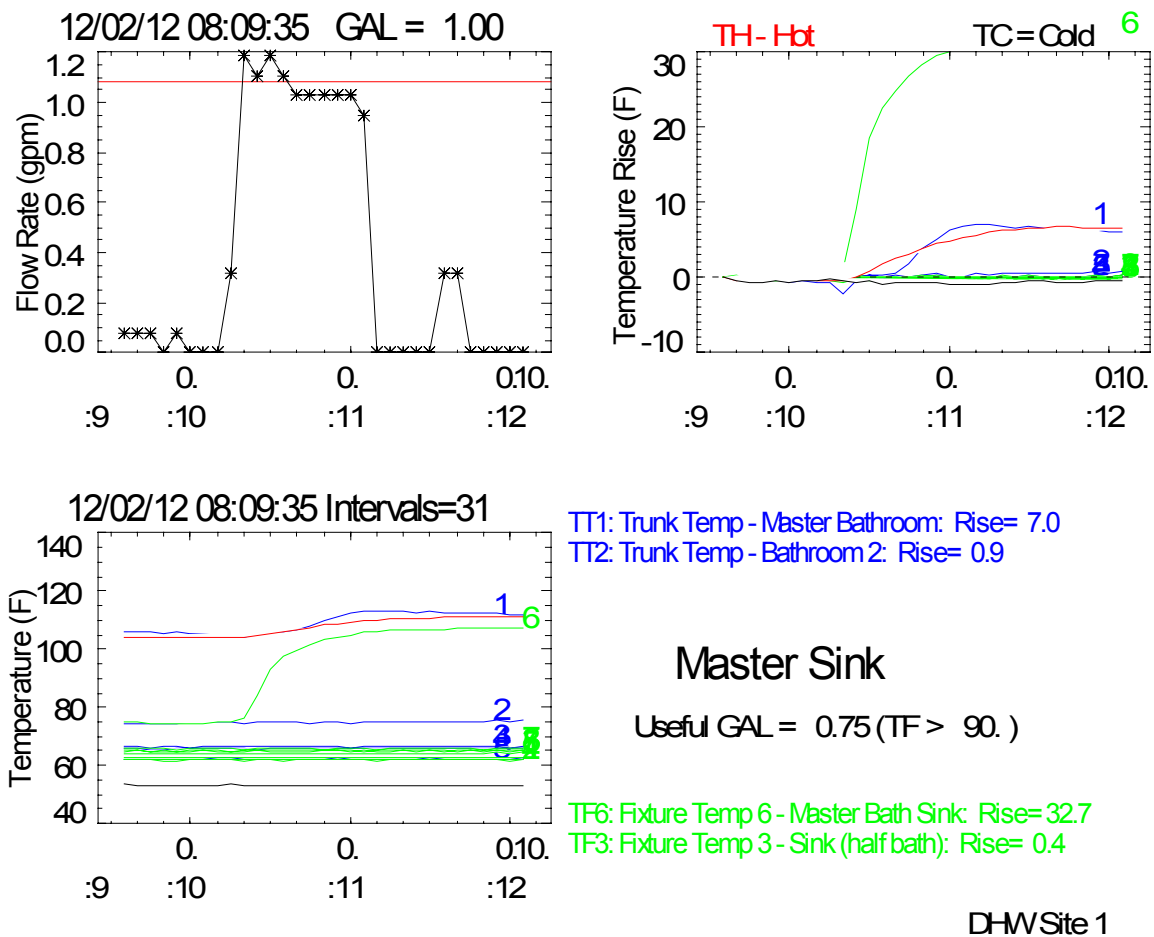 12/02/12 08:09:35 GAL = 1.00
Flow Rate (gpm)
1.2
1.0
0.8
0.6
0.4
0.2
0.0
0. 0. 0.10.
:9 :10 :11 :12
TH - Hot TC = Cold 6
Temperature Rise (F)
30
20
10
0
-10
1
0. 0. 0.10.
:9 :10 :11 :12
12/02/12 08:09:35 Intervals=31
Temperature (F)
140
120
100
80
60
40
1
6
2
0. 0. 0.10.
:9 :10 :11 :12
TT1: Trunk Temp - Master Bathroom: Rise= 7.0
TT2: Trunk Temp - Bathroom 2: Rise= 0.9
Master Sink
Useful GAL = 0.75 (TF > 90. )
TF6: Fixture Temp 6 - Master Bath Sink: Rise= 32.7
TF3: Fixture Temp 3 - Sink (half bath): Rise= 0.4
DHW Site 1